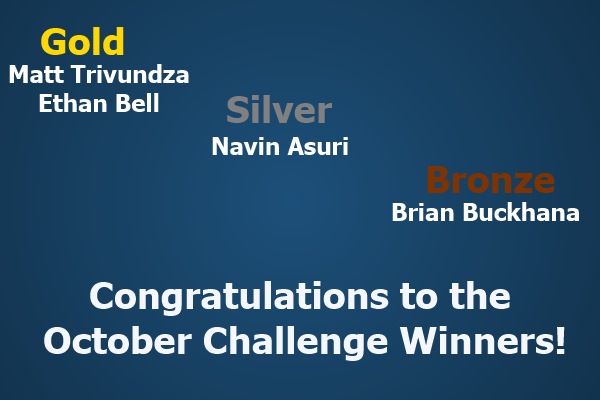 Gold
Matt Trivundza
Ethan Bell
Silver
Navin Asuri
Bronze
Brian Buckhana
Congratulations to the
October Challenge Winners!